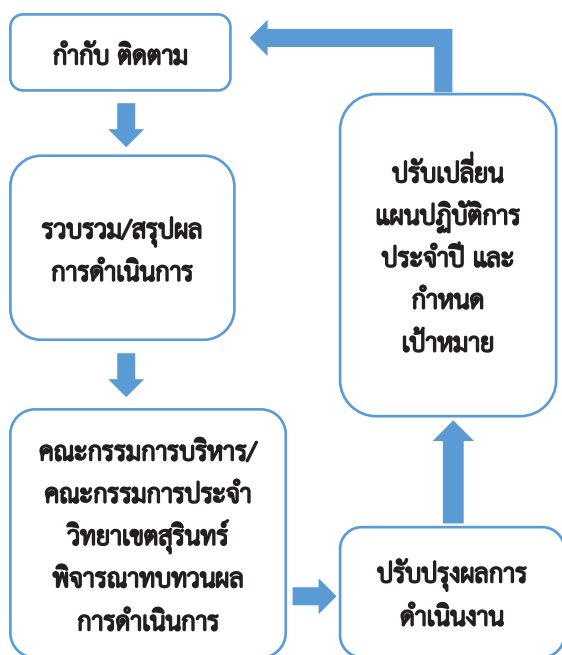 กำกับ ติดตาม
รวบรวม/สรุปผล
การดำเนินการ
คณะกรรมการบริหาร/
คณะกรรมการประจำ
วิทยาเขตสุรินทร์
พิจารณาทบทวนผล
การดำเนินการ
ปรับปรุงผลการ
ดำเนินงาน
ปรับเปลี่ยน
แผนปฏิบัติการ
ประจำปี และ
กำหนด
เป้าหมาย